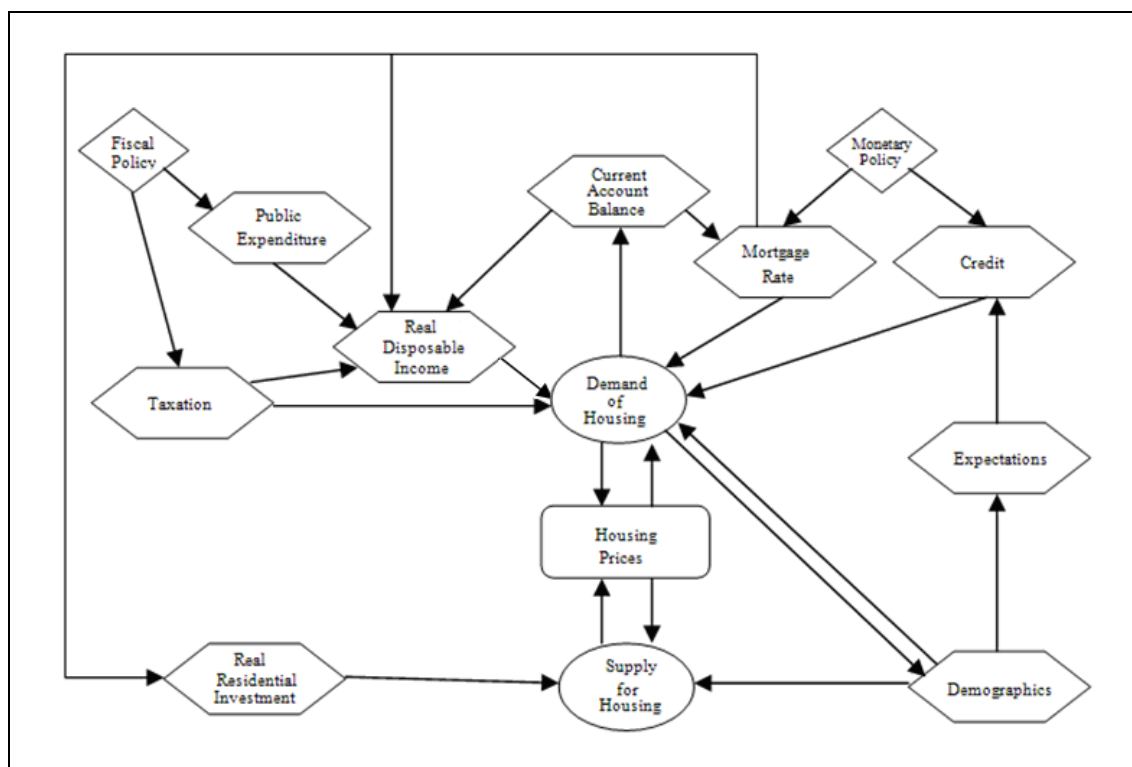 Fiscal
Policy
Public
Expenditure
Current
Account
Balance
Monetary
Policy
Mortgage
Rate
Credit
Real
Disposable
Income
Taxation
Demand
of
Housing
Expectations
Housing
Prices
Real
Residential
Investment
Supply
for
Housing
Demographics